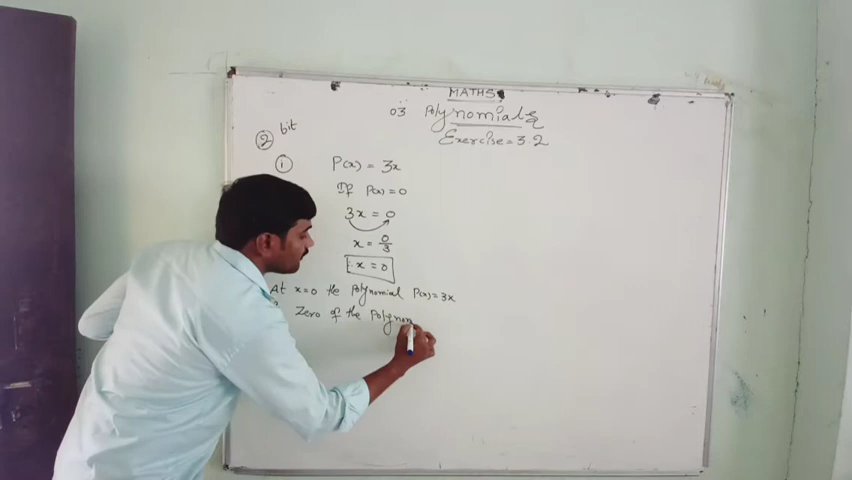 MATHS
03 Polynomials
Exercise = 3.2
② bit
① P(x) = 3x
If P(x) = 0
3x = 0
x = 0/3
∴ x = 0
At x=0 the Polynomial P(x) = 3x
Zero of the Polynom